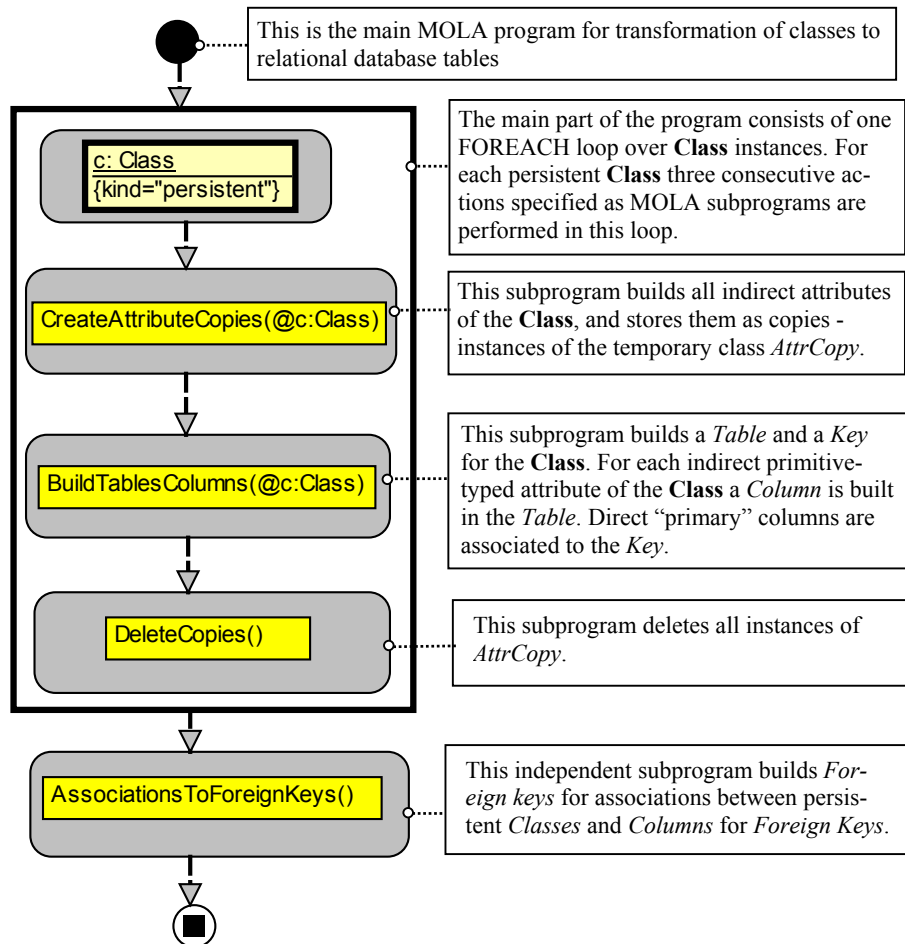 This is the main MOLA program for transformation of classes to
relational database tables
The main part of the program consists of one
FOREACH loop over Class instances. For
each persistent Class three consecutive ac-
tions specified as MOLA subprograms are
performed in this loop.
c: Class
{kind="persistent"}
This subprogram builds all indirect attributes
of the Class, and stores them as copies -
instances of the temporary class AttrCopy.
CreateAttributeCopies(@c:Class)
This subprogram builds a Table and a Key
for the Class. For each indirect primitive-
typed attribute of the Class a Column is built
in the Table. Direct “primary” columns are
associated to the Key.
BuildTablesColumns(@c:Class)
This subprogram deletes all instances of
AttrCopy.
DeleteCopies()
This independent subprogram builds For-
eign keys for associations between persis-
tent Classes and Columns for Foreign Keys.
AssociationsToForeignKeys()